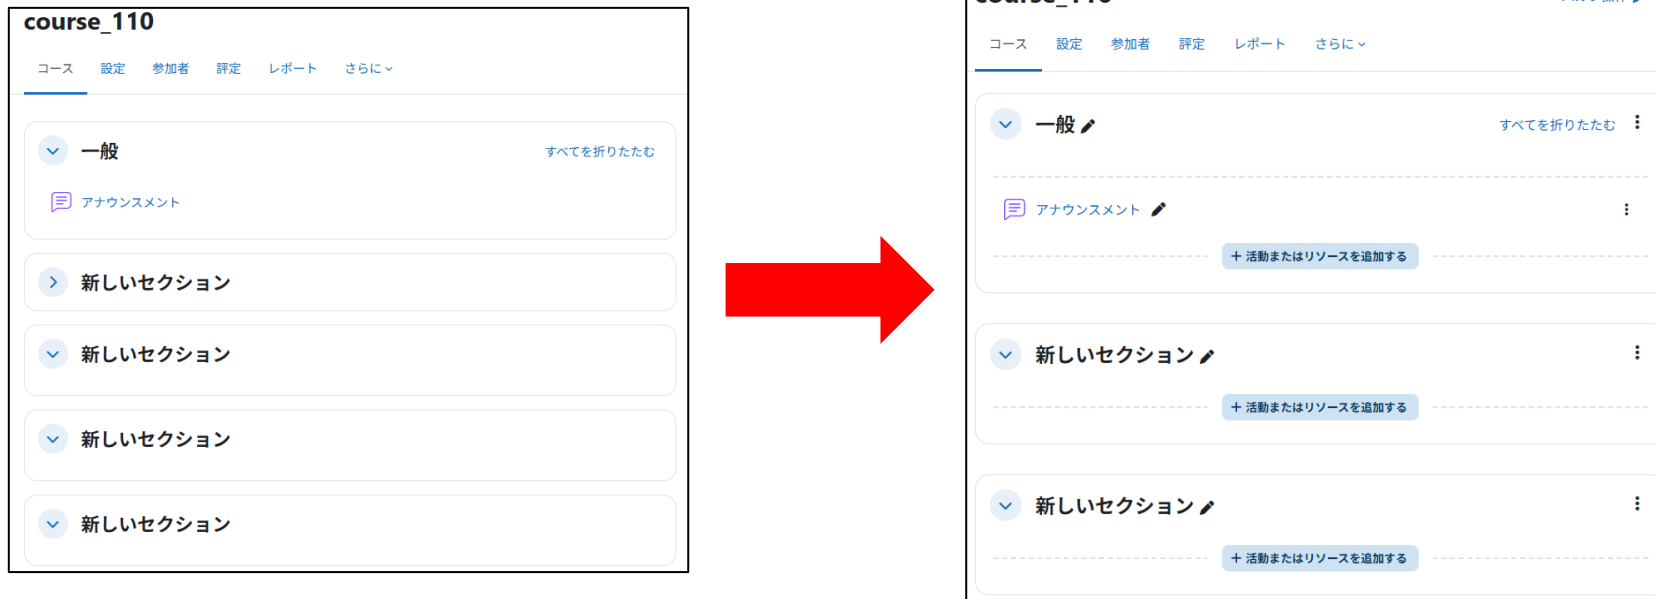 course_110
コース 設定 参加者 評定 レポート さらに
一般 すべてを折りたたむ
アナウンスメント
新しいセクション
新しいセクション
新しいセクション
新しいセクション
コース 設定 参加者 評定 レポート さらに
一般 すべてを折りたたむ
アナウンスメント
+ 活動またはリソースを追加する
新しいセクション
+ 活動またはリソースを追加する
新しいセクション
+ 活動またはリソースを追加する